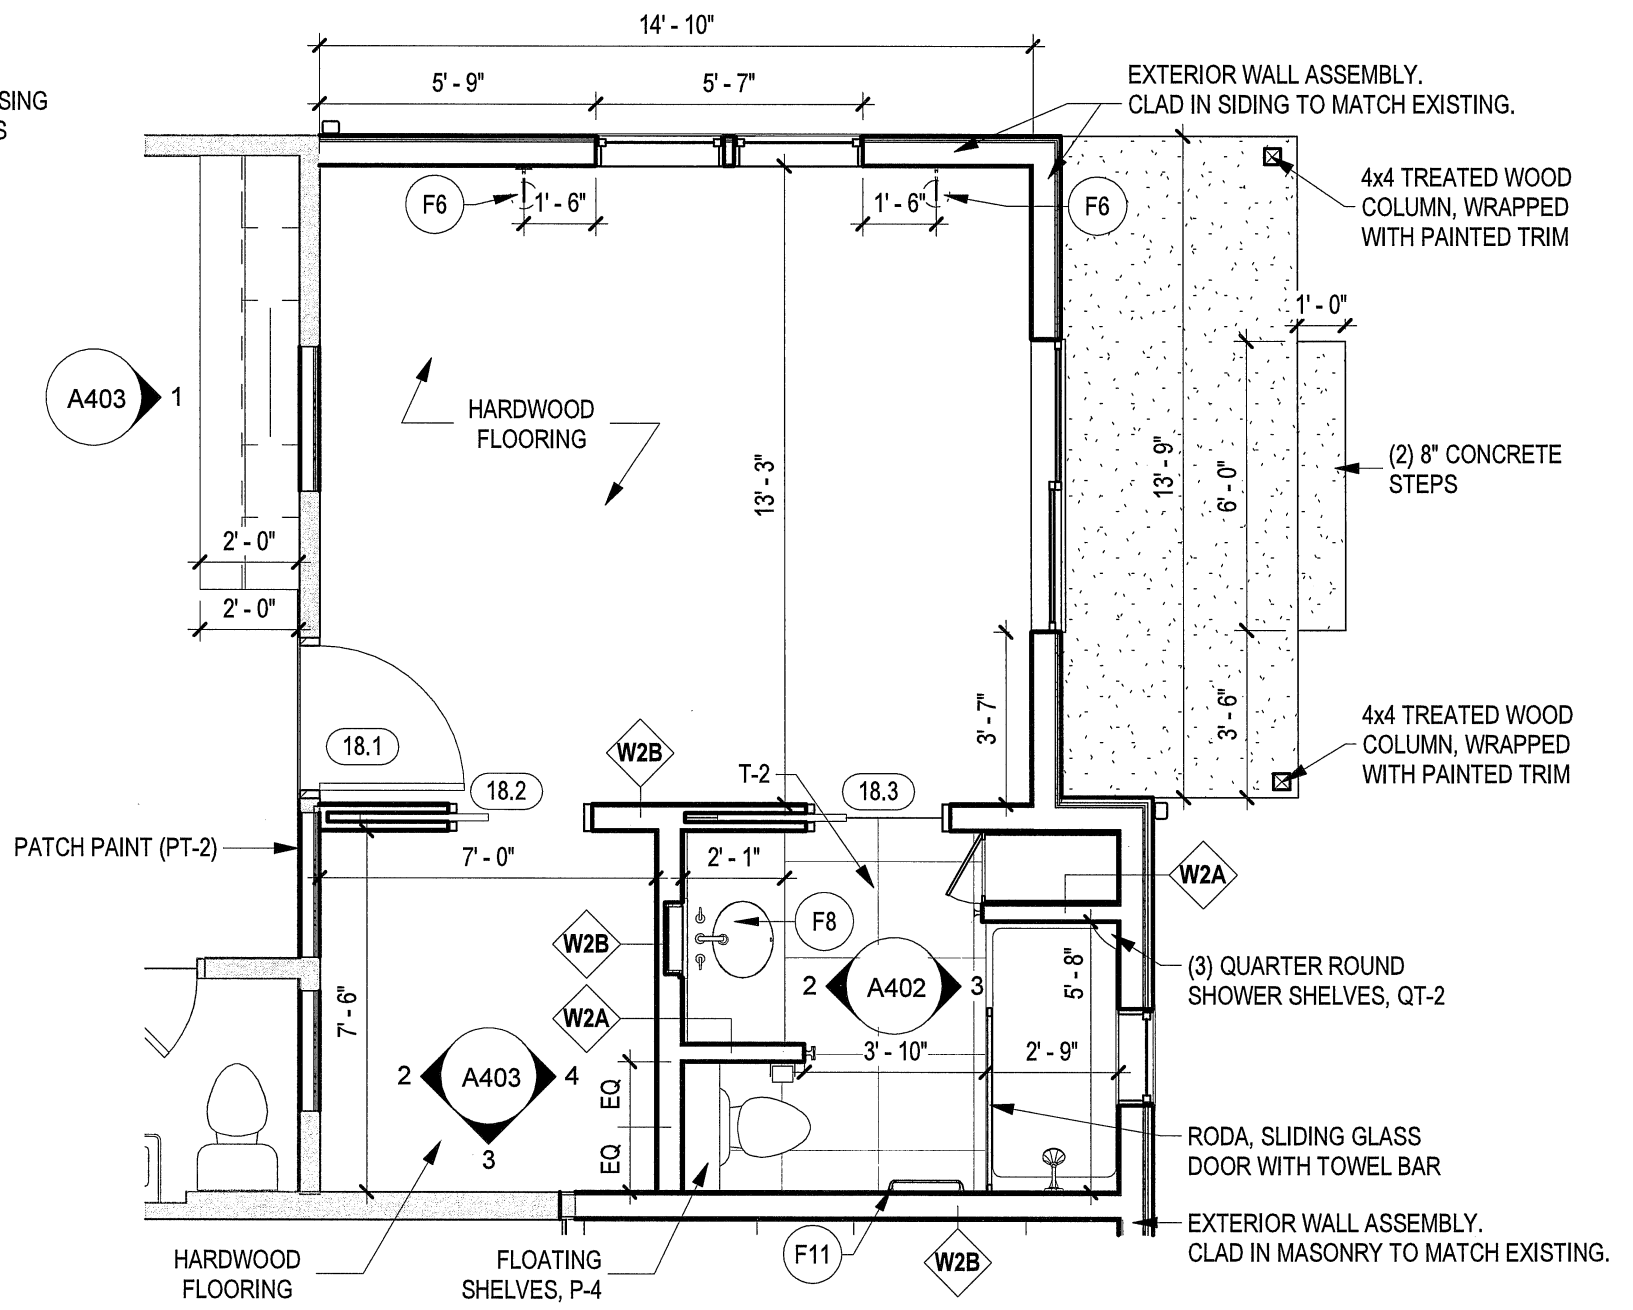 14' - 10"
5' - 9"
5' - 7"
EXTERIOR WALL ASSEMBLY.
CLAD IN SIDING TO MATCH EXISTING.
SING
S
4x4 TREATED WOOD
COLUMN, WRAPPED
WITH PAINTED TRIM
F6
1' - 6"
1' - 6"
F6
1' - 0"
A403
1
HARDWOOD
FLOORING
13' - 3"
13' - 9"
6' - 0"
(2) 8" CONCRETE
STEPS
2' - 0"
2' - 0"
3' - 7"
3' - 6"
4x4 TREATED WOOD
COLUMN, WRAPPED
WITH PAINTED TRIM
18.1
W2B
T-2
18.2
18.3
PATCH PAINT (PT-2)
7' - 0"
2' - 1"
W2A
F8
W2B
5' - 8"
(3) QUARTER ROUND
SHOWER SHELVES, QT-2
2
A402
3
7' - 6"
W2A
3' - 10"
2' - 9"
2
A403
4
3
EQ
EQ
RODA, SLIDING GLASS
DOOR WITH TOWEL BAR
EXTERIOR WALL ASSEMBLY.
CLAD IN MASONRY TO MATCH EXISTING.
HARDWOOD
FLOORING
FLOATING
SHELVES, P-4
F11
W2B